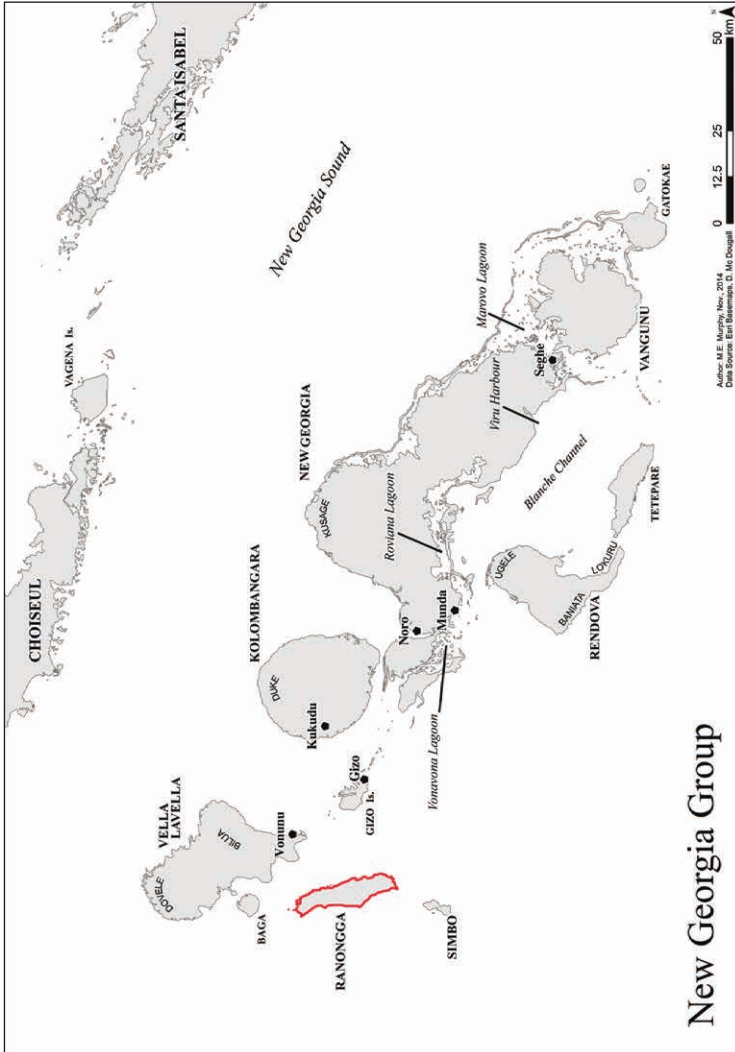 CHOISEUL
VAGENA Is.
SANTA ISABEL
New Georgia Sound
VELLA
LAVELLA
DOVELE
BILUA
Vonunu
BAGA
RANONGGA
SIMBO
Gizo
GIZO Is.
KOLOMBANGARA
DUKE
Kukudu
NEW GEORGIA
KUSAGE
Noro
Munda
Roviana Lagoon
Vonavona Lagoon
Viru Harbour
Marovo Lagoon
Seghe
Blanche Channel
UGELE
BANIATA
LOKURU
RENDOVA
TETEPARE
VANGUNU
GATOKAE
New Georgia Group
N
0 12.5 25 50
km
Author: M.E. Murphy, Nov., 2014
Data Source: Esri Basemaps, D. Mc Dougall